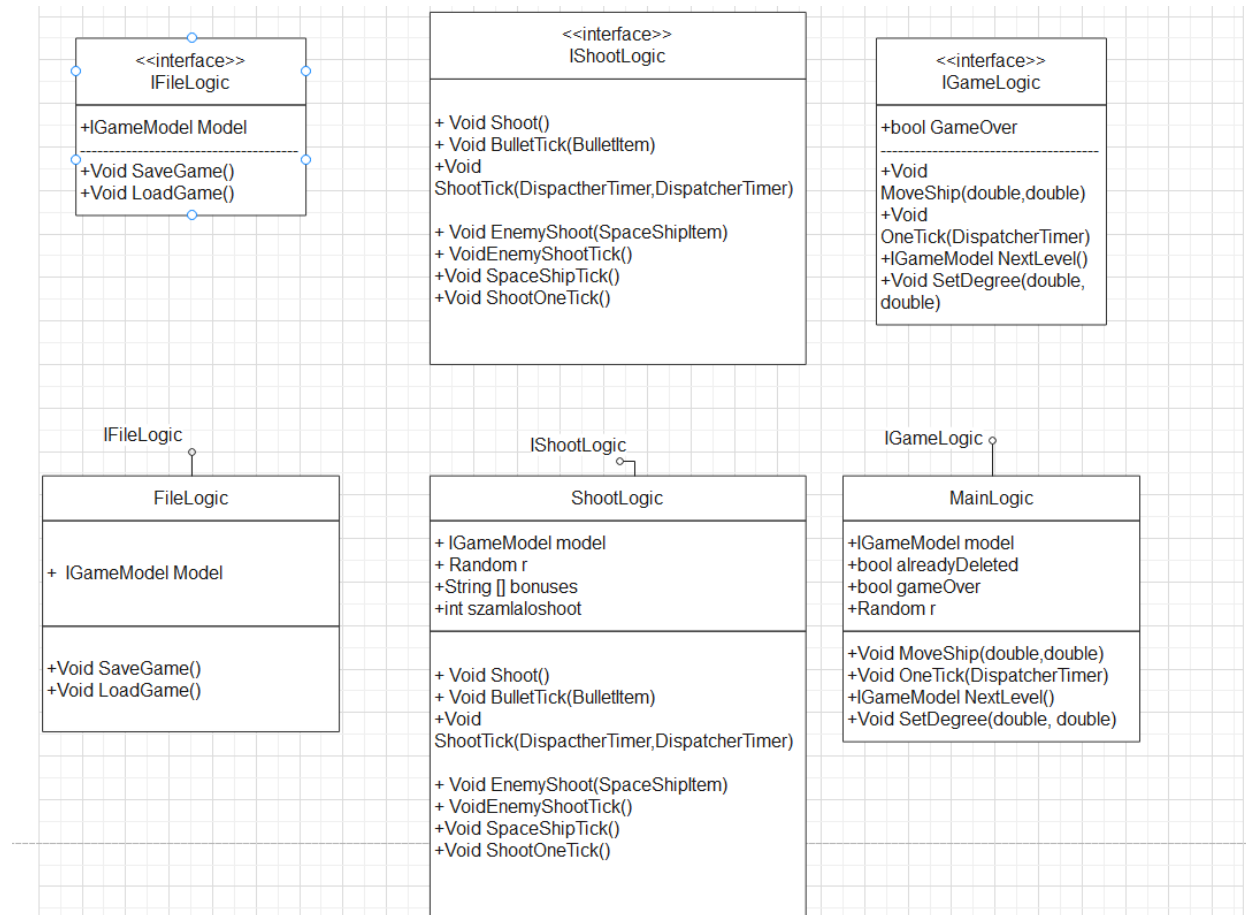 <<interface>>
IFileLogic
+IGameModel Model
------------------------------------
+Void SaveGame()
+Void LoadGame()
<<interface>>
IShootLogic
+ Void Shoot()
+ Void BulletTick(BulletItem)
+Void
ShootTick(DispactherTimer,DispatcherTimer)
+ Void EnemyShoot(SpaceShipItem)
+ VoidEnemyShootTick()
+Void SpaceShipTick()
+Void ShootOneTick()
<<interface>>
IGameLogic
+bool GameOver
------------------------------------
+Void
MoveShip(double,double)
+Void
OneTick(DispatcherTimer)
+IGameModel NextLevel()
+Void SetDegree(double,
double)
IFileLogic
FileLogic
+ IGameModel Model
+Void SaveGame()
+Void LoadGame()
IShootLogic
ShootLogic
+ IGameModel model
+ Random r
+String [] bonuses
+int szamlaloshoot
+ Void Shoot()
+ Void BulletTick(BulletItem)
+Void
ShootTick(DispactherTimer,DispatcherTimer)
+ Void EnemyShoot(SpaceShipItem)
+ VoidEnemyShootTick()
+Void SpaceShipTick()
+Void ShootOneTick()
IGameLogic
MainLogic
+IGameModel model
+bool alreadyDeleted
+bool gameOver
+Random r
+Void MoveShip(double,double)
+Void OneTick(DispatcherTimer)
+IGameModel NextLevel()
+Void SetDegree(double, double)